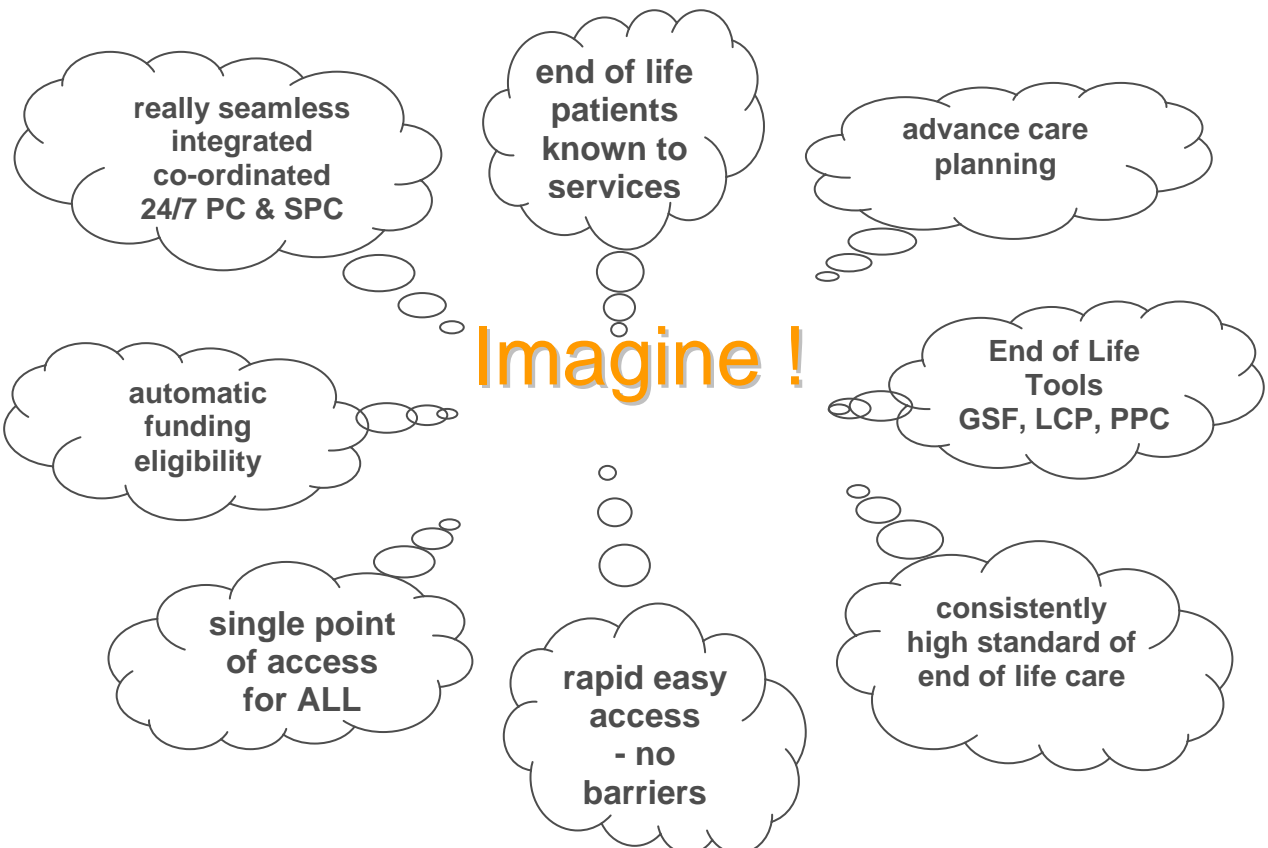 really seamless
integrated
co-ordinated
24/7 PC & SPC
end of life
patients
known to
services
advance care
planning
Imagine !
automatic
funding
eligibility
End of Life
Tools
GSF, LCP, PPC
single point
of access
for ALL
rapid easy
access
- no
barriers
consistently
high standard of
end of life care